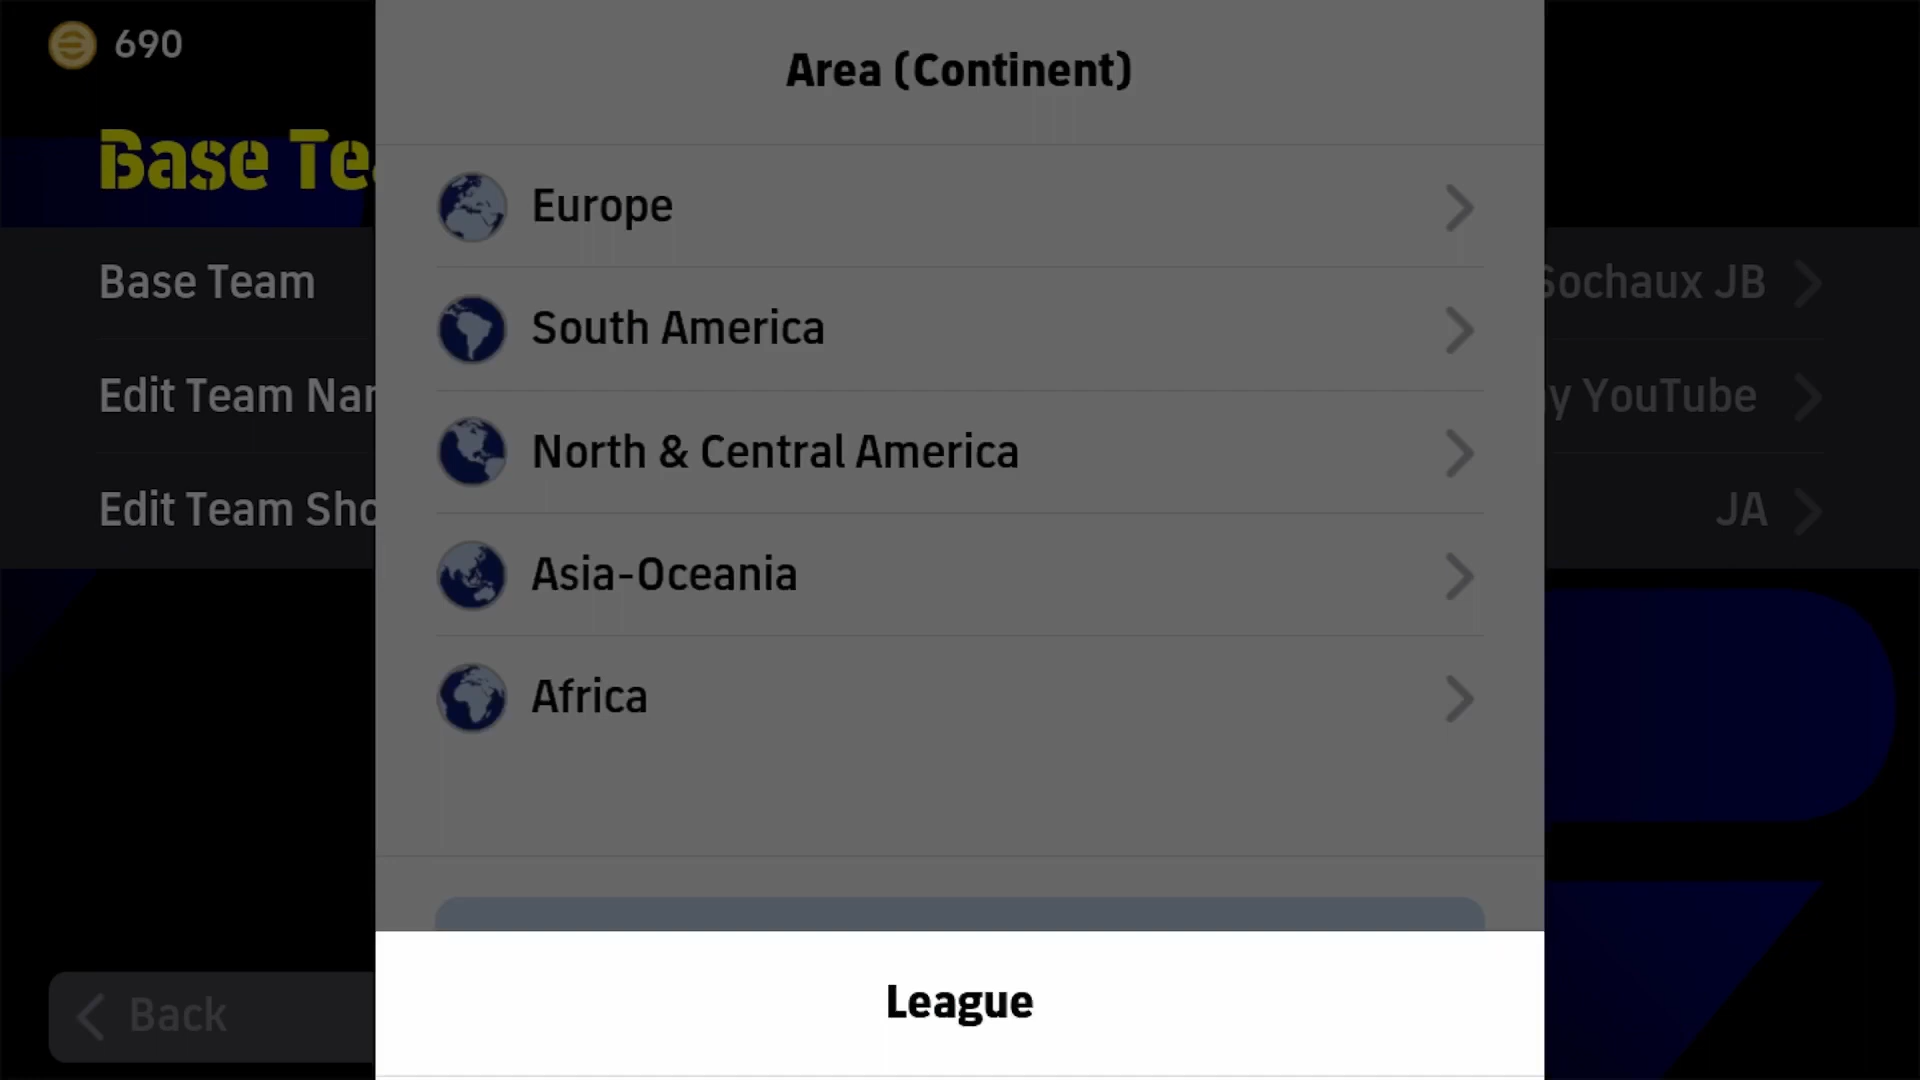 690
Area (Continent)
Base Te
Europe
Base Team
Sochaux JB
South America
Edit Team Nar
y YouTube
North & Central America
Edit Team Sho
JA
Asia-Oceania
Africa
League
Back